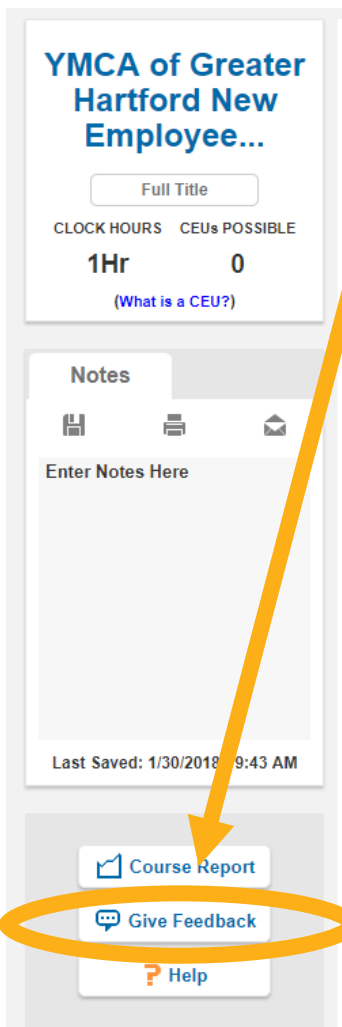 YMCA of Greater
Hartford New
Employee...
Full Title
CLOCK HOURS CEUs POSSIBLE
1Hr 0
(What is a CEU?)
Notes
Enter Notes Here
Last Saved: 1/30/2018 9:43 AM
Course Report
Give Feedback
Help